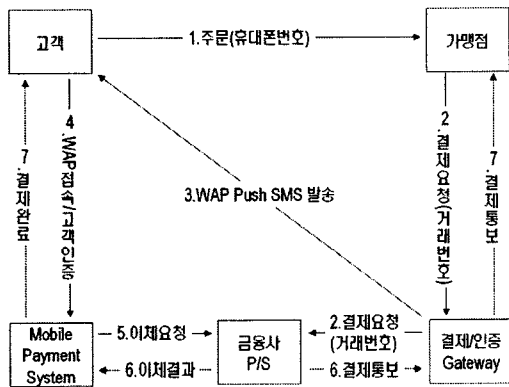 고객
1.주문(휴대폰번호)
가맹점
7.결제완료
4.WAP접속/고객인증
3.WAP Push SMS 발송
2.결제요청(거래번호)
7.결제통보
Mobile
Payment
System
5.이체요청
6.이체결과
금융사
P/S
2.결제요청
(거래번호)
6.결제통보
결제/인증
Gateway